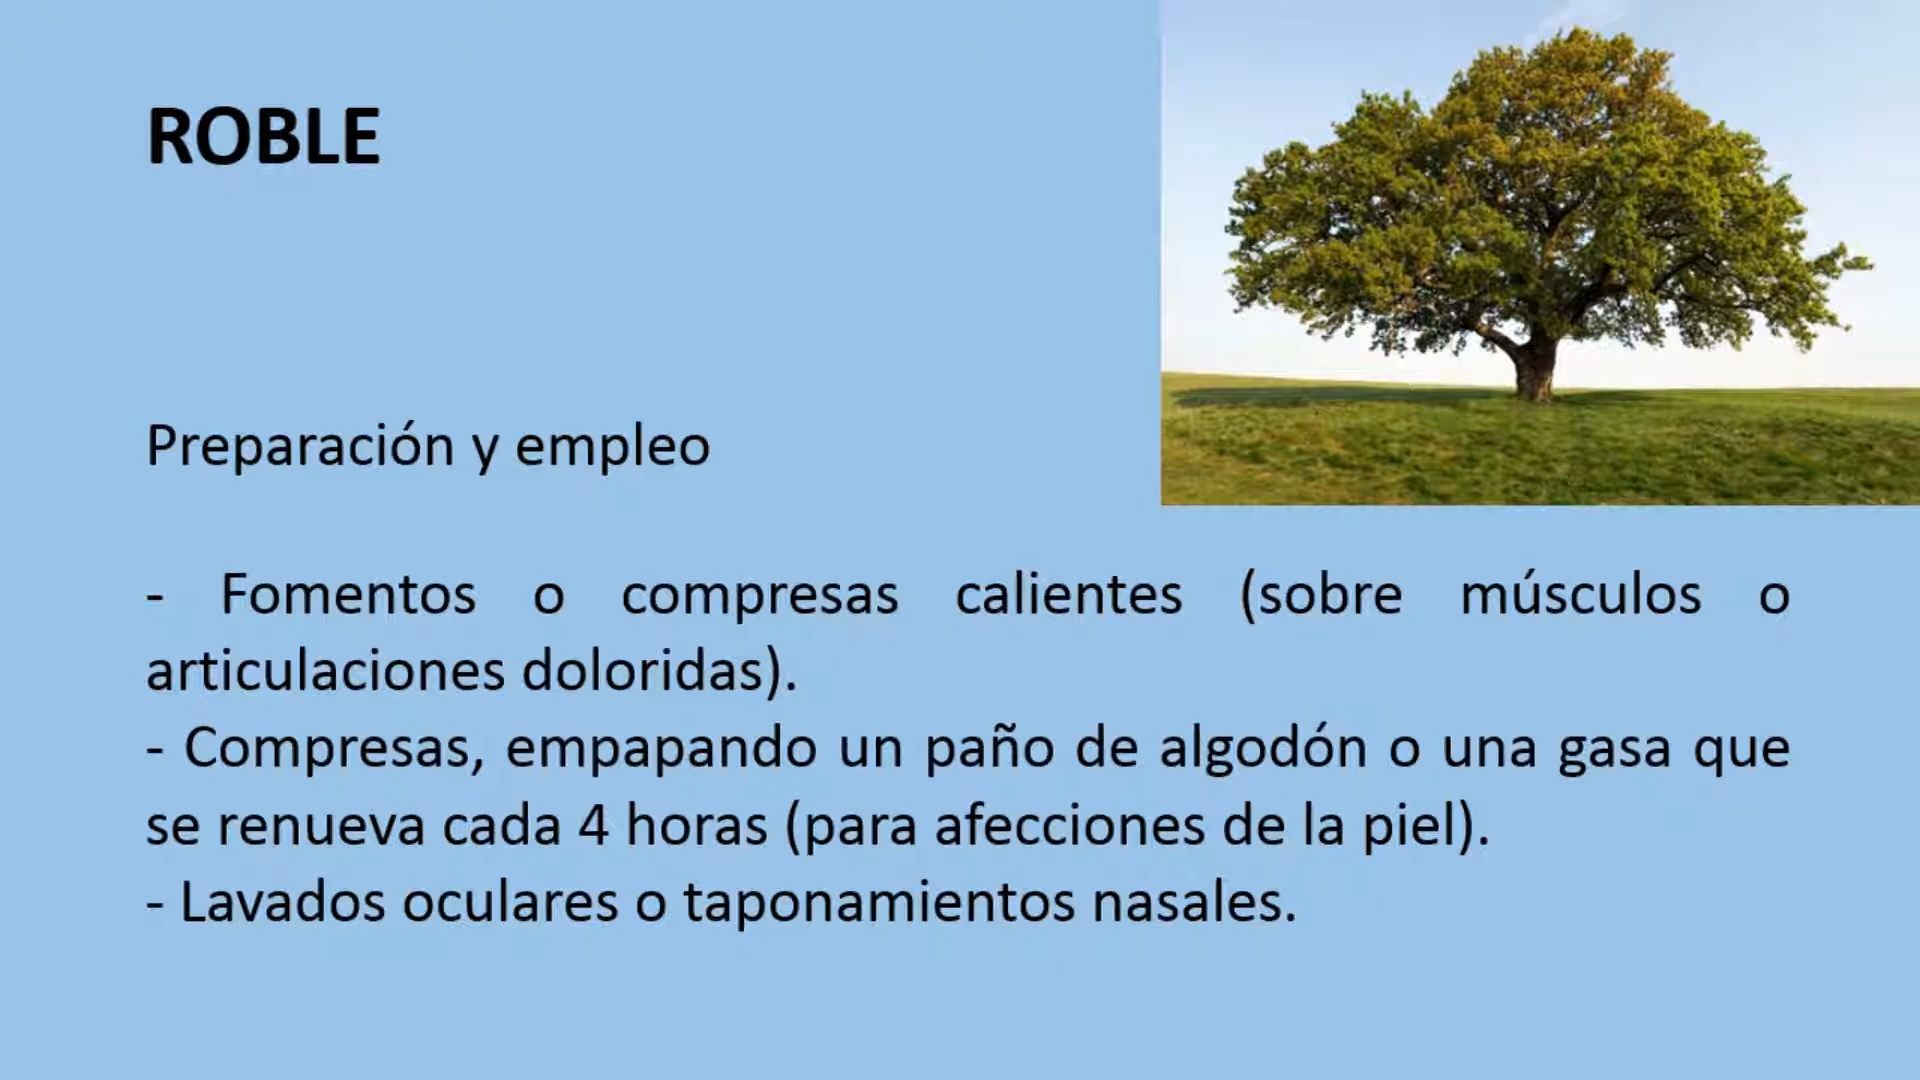 ROBLE
Preparación y empleo
- Fomentos o compresas calientes (sobre músculos o
articulaciones doloridas).
- Compresas, empapando un paño de algodón o una gasa que
se renueva cada 4 horas (para afecciones de la piel).
- Lavados oculares o taponamientos nasales.